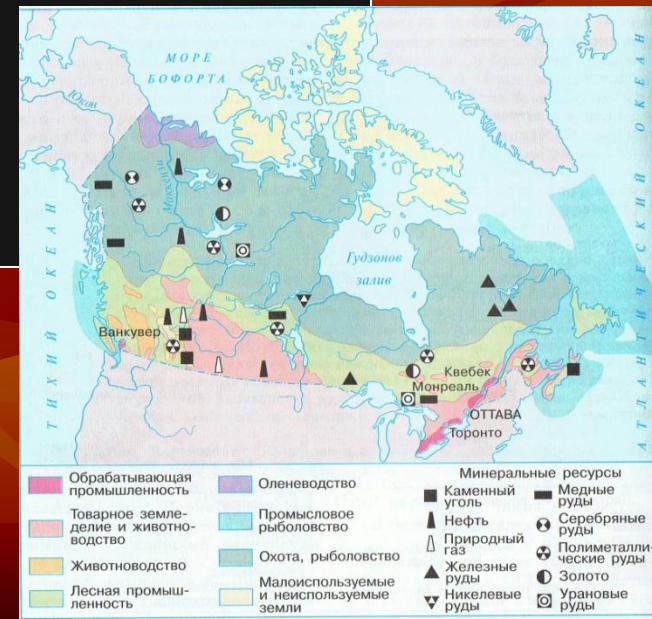 МОРЕ
БОФОРТА
Юкон
Маккензи
ТИХИЙ ОКЕАН
АТЛАНТИЧЕСКИЙ ОКЕАН
Гудзонов
залив
Ванкувер
Квебек
Монреаль
ОТТАВА
Торонто
Обрабатывающая
промышленность
Товарное земле-
делие и животно-
водство
Животноводство
Лесная промыш-
ленность
Оленеводство
Промысловое
рыболовство
Охота, рыболовство
Малоиспользуемые
и неиспользуемые
земли
Минеральные ресурсы
Каменный
уголь
Нефть
Природный
газ
Железные
руды
Никелевые
руды
Медные
руды
Серебряные
руды
Полиметалли-
ческие руды
Золото
Урановые
руды